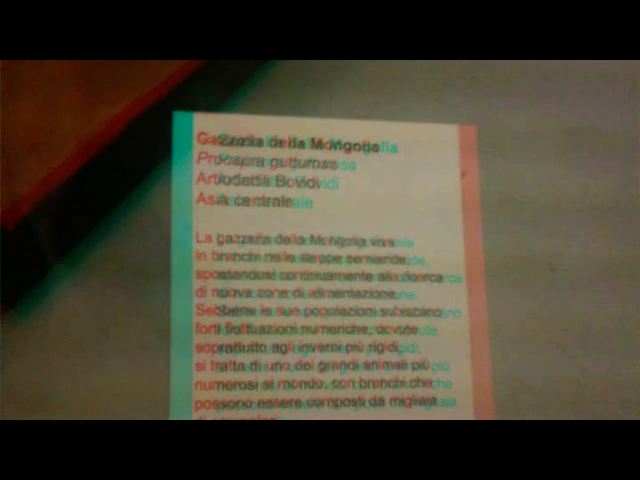 Gazzella della Mongolia
Procapra gutturosa
Artiodattili Bovidi
Asia centrale
La gazzella della Mongolia vive
in branchi nelle steppe semiaride,
spostandosi continuamente alla ricerca
di nuove zone di alimentazione.
Sebbene le sue popolazioni subiscano
forti fluttuazioni numeriche, dovute
soprattutto agli inverni più rigidi,
si tratta di uno dei grandi animali più
numerosi al mondo, con branchi che
possono essere composti da migliaia
di esemplari.